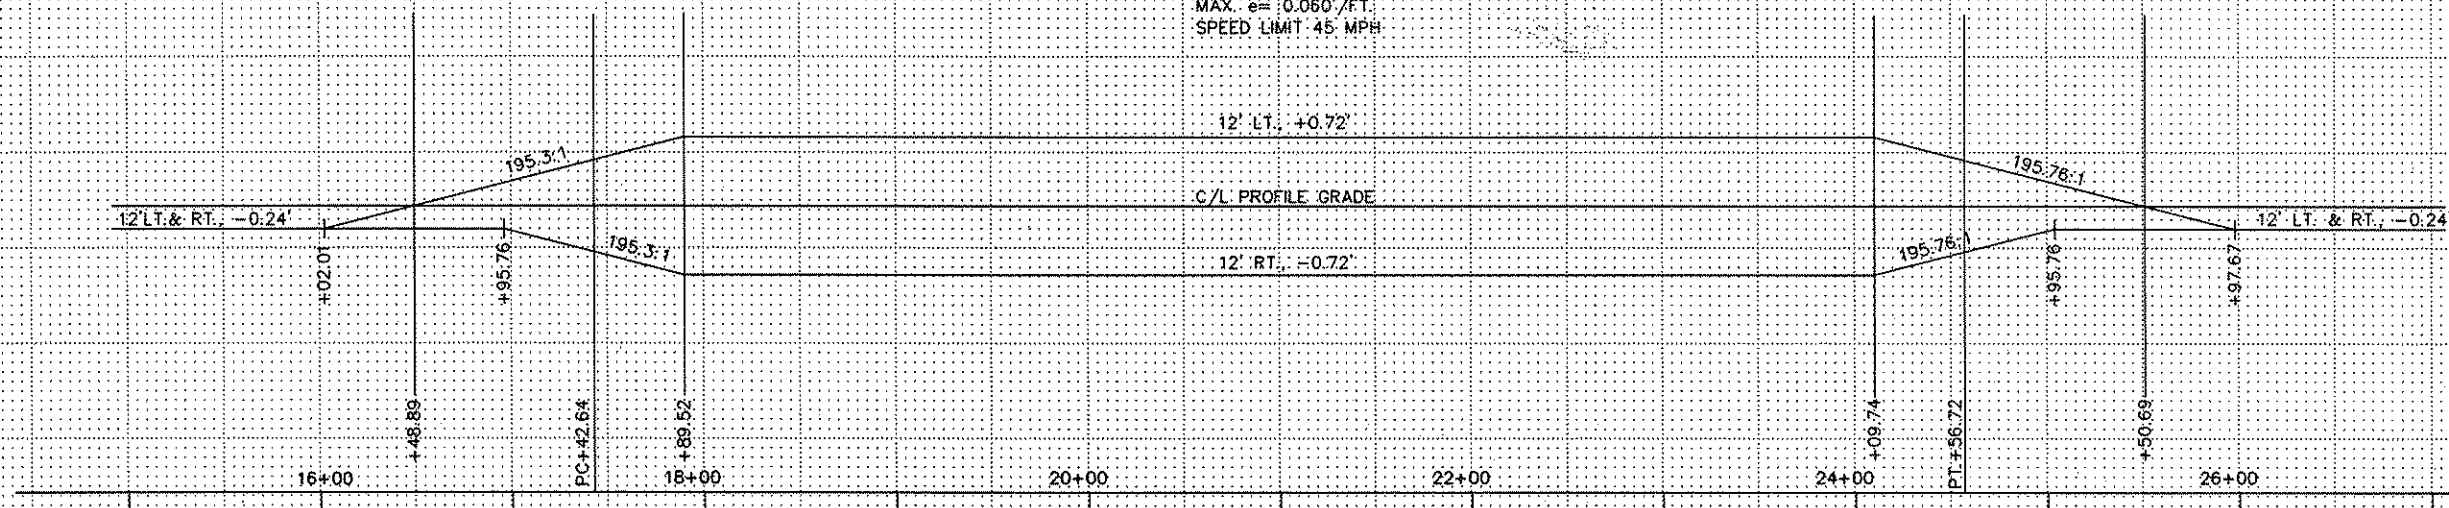 MAX. e= 0.060'/FT.
SPEED LIMIT 45 MPH
12' LT., +0.72'
195.3:1
195.76:1
C/L PROFILE GRADE
12'LT.& RT., -0.24'
12' LT. & RT., -0.24
195.3:1
195.76:1
12' RT., -0.72'
+02.01
+95.76
+95.76
+97.67
+48.89
PC+42.64
+89.52
+09.74
PT.+56.72
+50.69
16+00
18+00
20+00
22+00
24+00
26+00